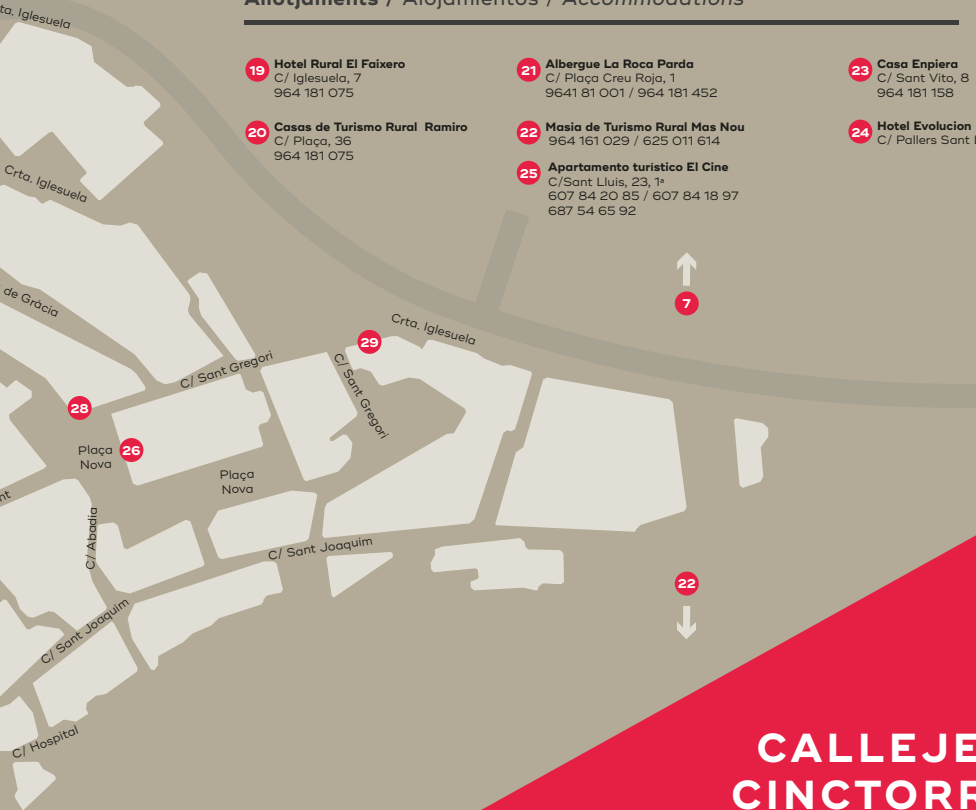 Allotjaments / Alojamientos / Accommodations
19 Hotel Rural El Faixero
C/ Iglesuela, 7
964 181 075
20 Casas de Turismo Rural Ramiro
C/ Plaça, 36
964 181 075
21 Albergue La Roca Parda
C/ Plaça Creu Roja, 1
9641 81 001 / 964 181 452
22 Masia de Turismo Rural Mas Nou
964 161 029 / 625 011 614
25 Apartamento turístico El Cine
C/Sant Lluis, 23, 1ª
607 84 20 85 / 607 84 18 97
687 54 65 92
23 Casa Enpiera
C/ Sant Vito, 8
964 181 158
24 Hotel Evolucion
C/ Pallers Sant
ta. Iglesuela
Crta. Iglesuela
de Gràcia
7
Crta. Iglesuela
29
C/ Sant Gregori
C/ Sant Gregori
28
26
Plaça
Nova
Plaça
Nova
nt
C/ Abadia
C/ Sant Joaquim
22
C/ Sant Joaquim
C/ Hospital
CALLEJE
CINCTORR